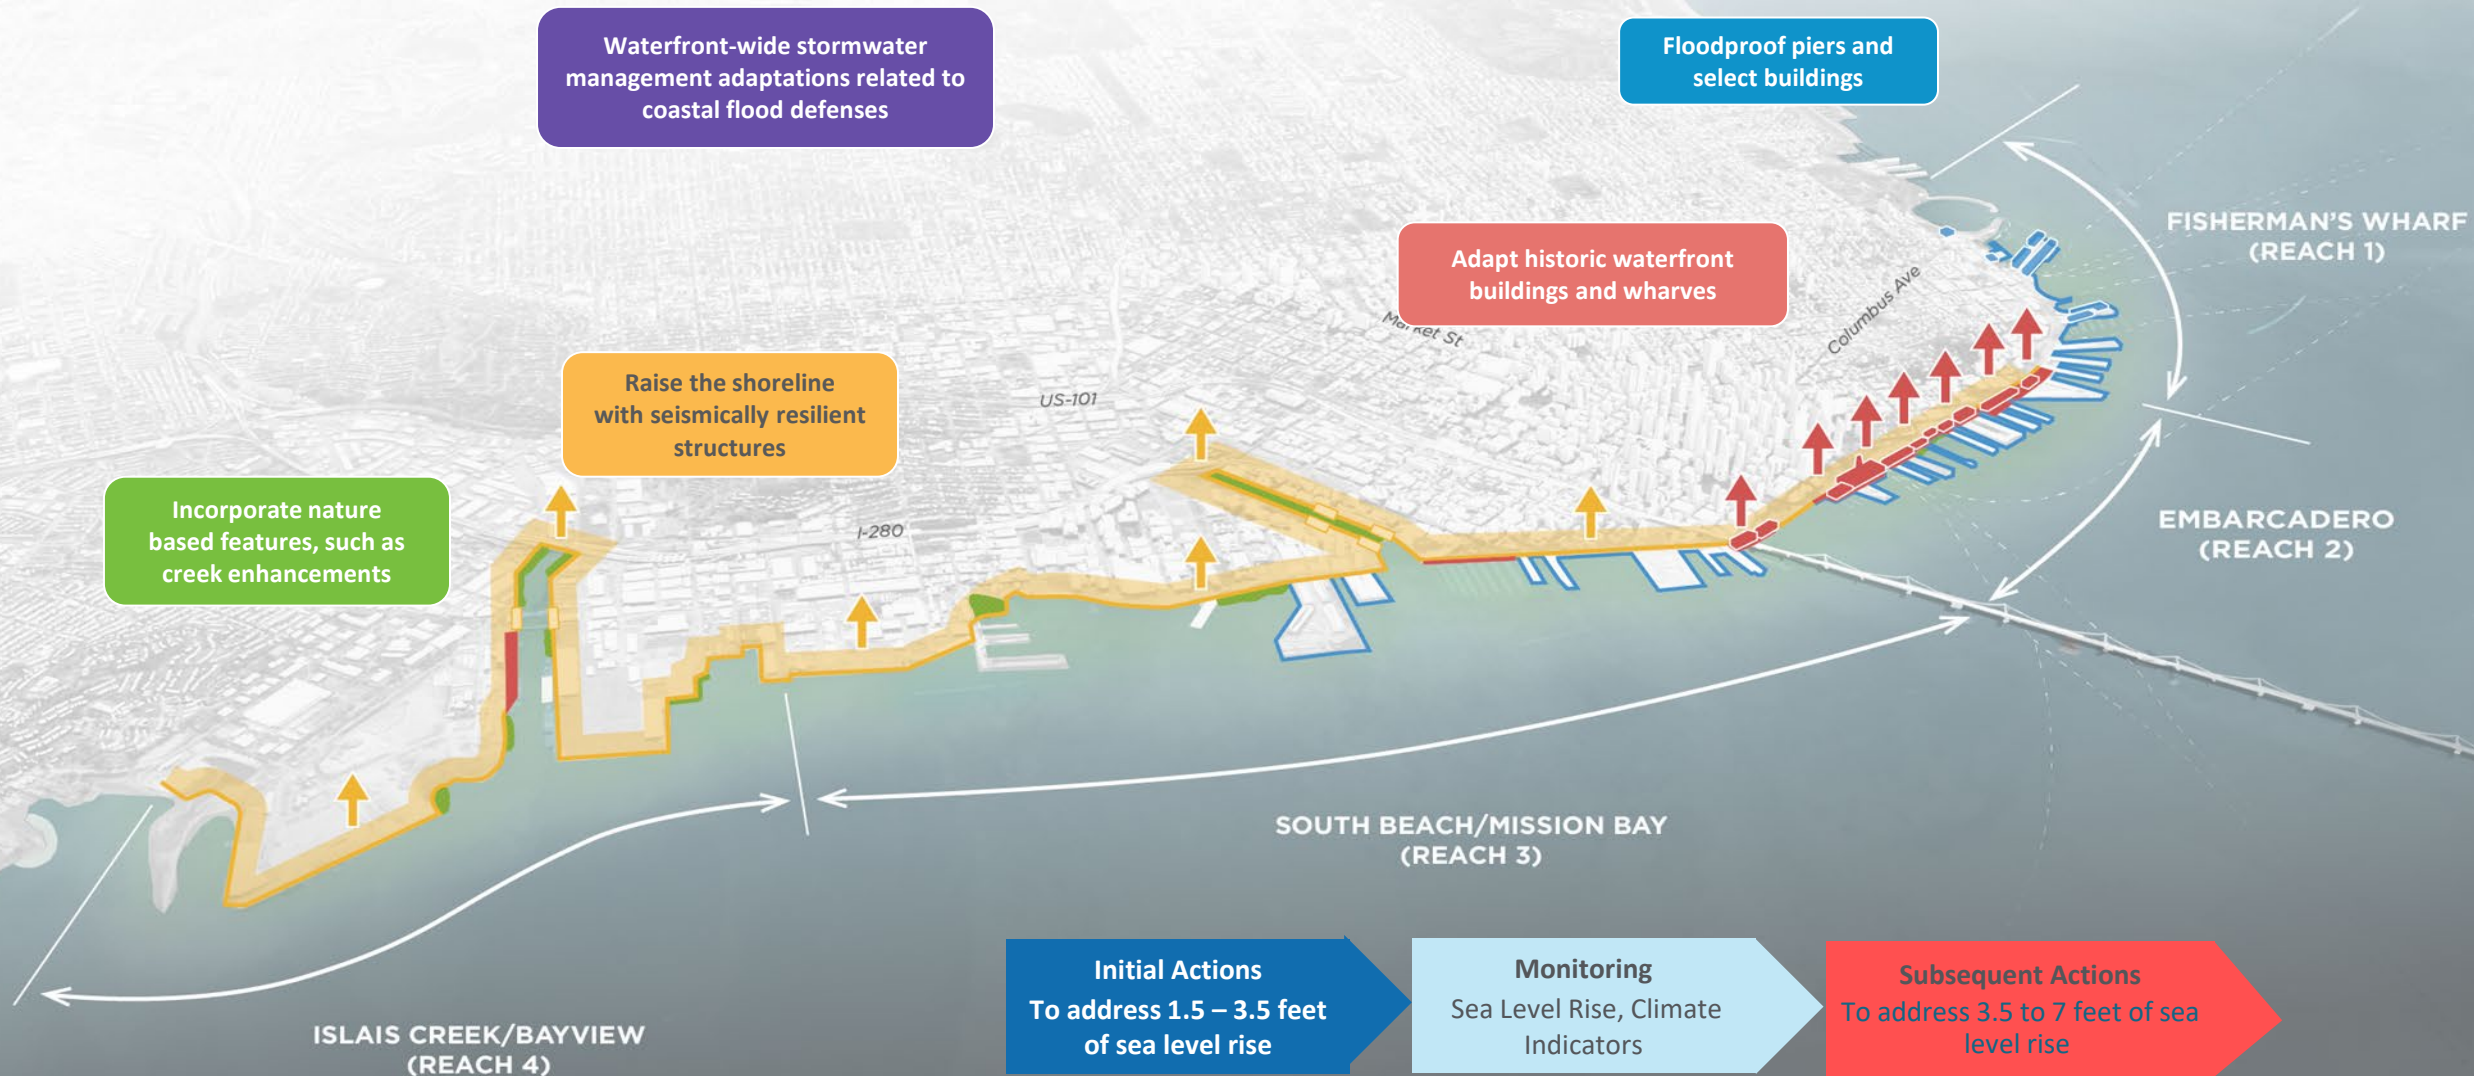 Waterfront-wide stormwater
management adaptations related to
coastal flood defenses
Floodproof piers and
select buildings
FISHERMAN'S WHARF
(REACH 1)
Adapt historic waterfront
buildings and wharves
Columbus Ave
Market St
Raise the shoreline
with seismically resilient
structures
US-101
Incorporate nature
based features, such as
creek enhancements
I-280
EMBARCADERO
(REACH 2)
SOUTH BEACH/MISSION BAY
(REACH 3)
ISLAIS CREEK/BAYVIEW
(REACH 4)
Initial Actions
To address 1.5 – 3.5 feet
of sea level rise
Monitoring
Sea Level Rise, Climate
Indicators
Subsequent Actions
To address 3.5 to 7 feet of sea
level rise